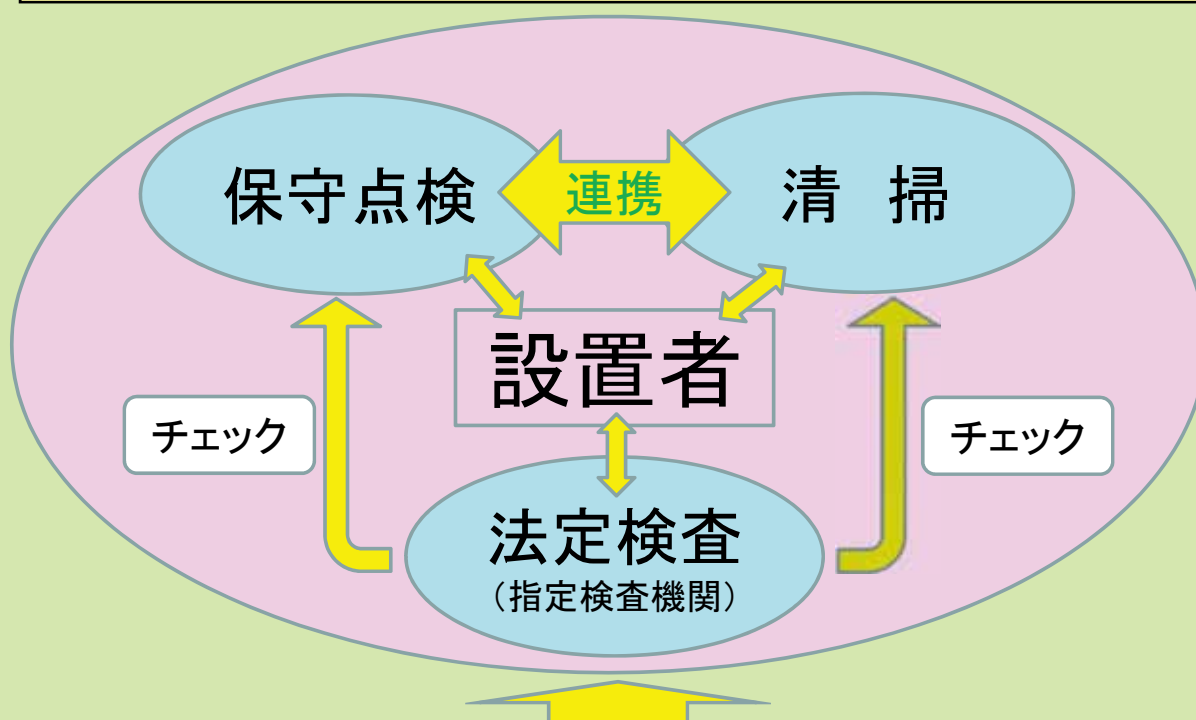 保守点検
連携
清　掃
設置者
チェック
チェック
法定検査
（指定検査機関）